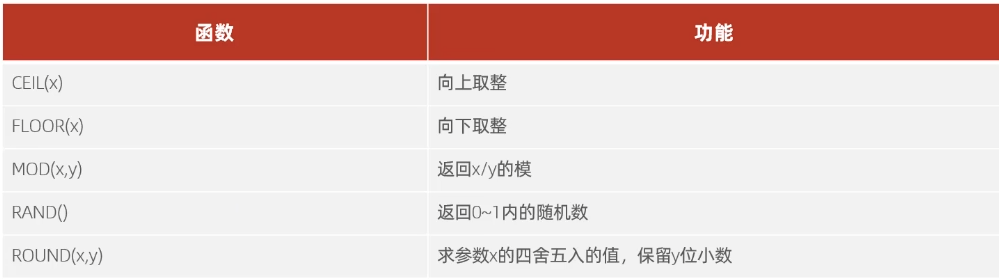 函数 功能
CEIL(x) 向上取整
FLOOR(x) 向下取整
MOD(x,y) 返回x/y的模
RAND() 返回0~1内的随机数
ROUND(x,y) 求参数x的四舍五入的值，保留y位小数